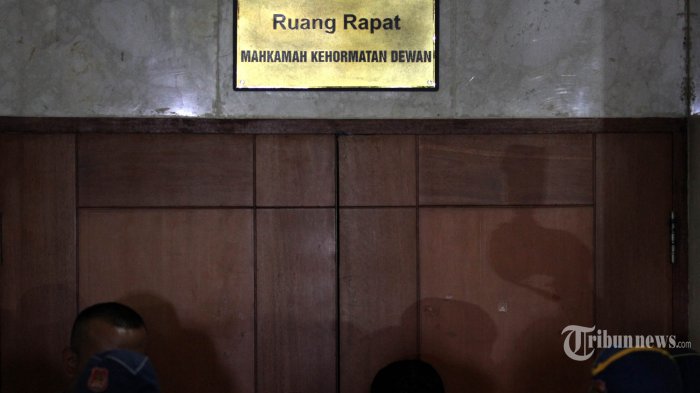 Ruang Rapat
MAHKAMAH KEHORMATAN DEWAN
Tribunnews.com